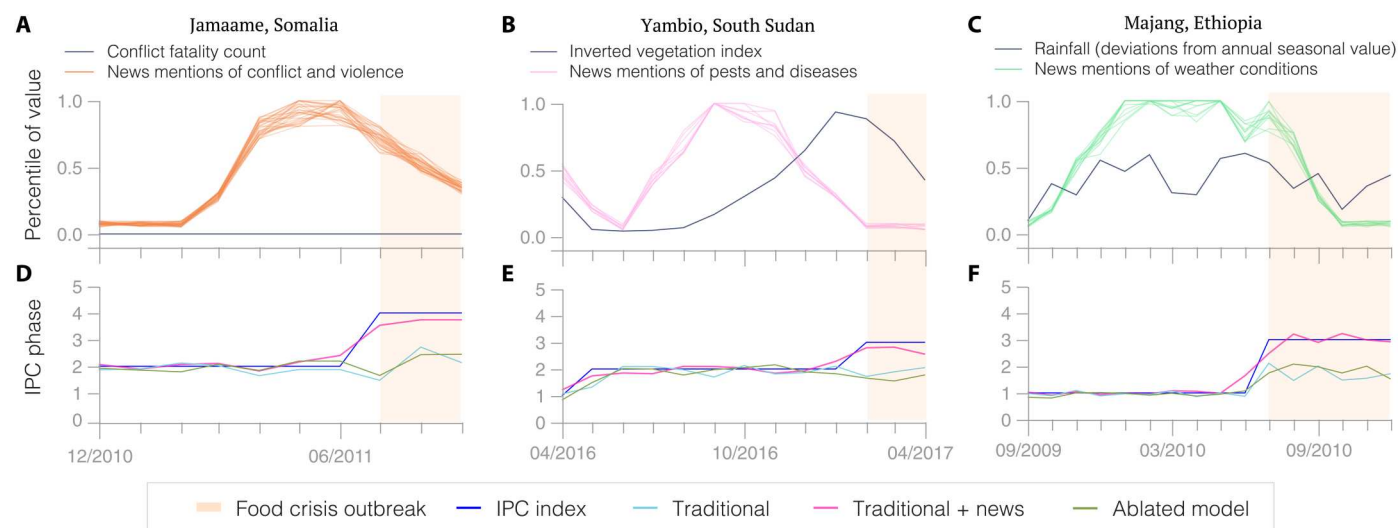 A
Jamaame, Somalia
Conflict fatality count
News mentions of conflict and violence
B
Yambio, South Sudan
Inverted vegetation index
News mentions of pests and diseases
C
Majang, Ethiopia
Rainfall (deviations from annual seasonal value)
News mentions of weather conditions
Percentile of value
1.0
0.5
0.0
1.0
0.5
0.0
1.0
0.5
0.0
D
E
F
IPC phase
5
4
3
2
1
0
5
4
3
2
1
0
5
4
3
2
1
0
12/2010
06/2011
04/2016
10/2016
04/2017
09/2009
03/2010
09/2010
Food crisis outbreak
IPC index
Traditional
Traditional + news
Ablated model